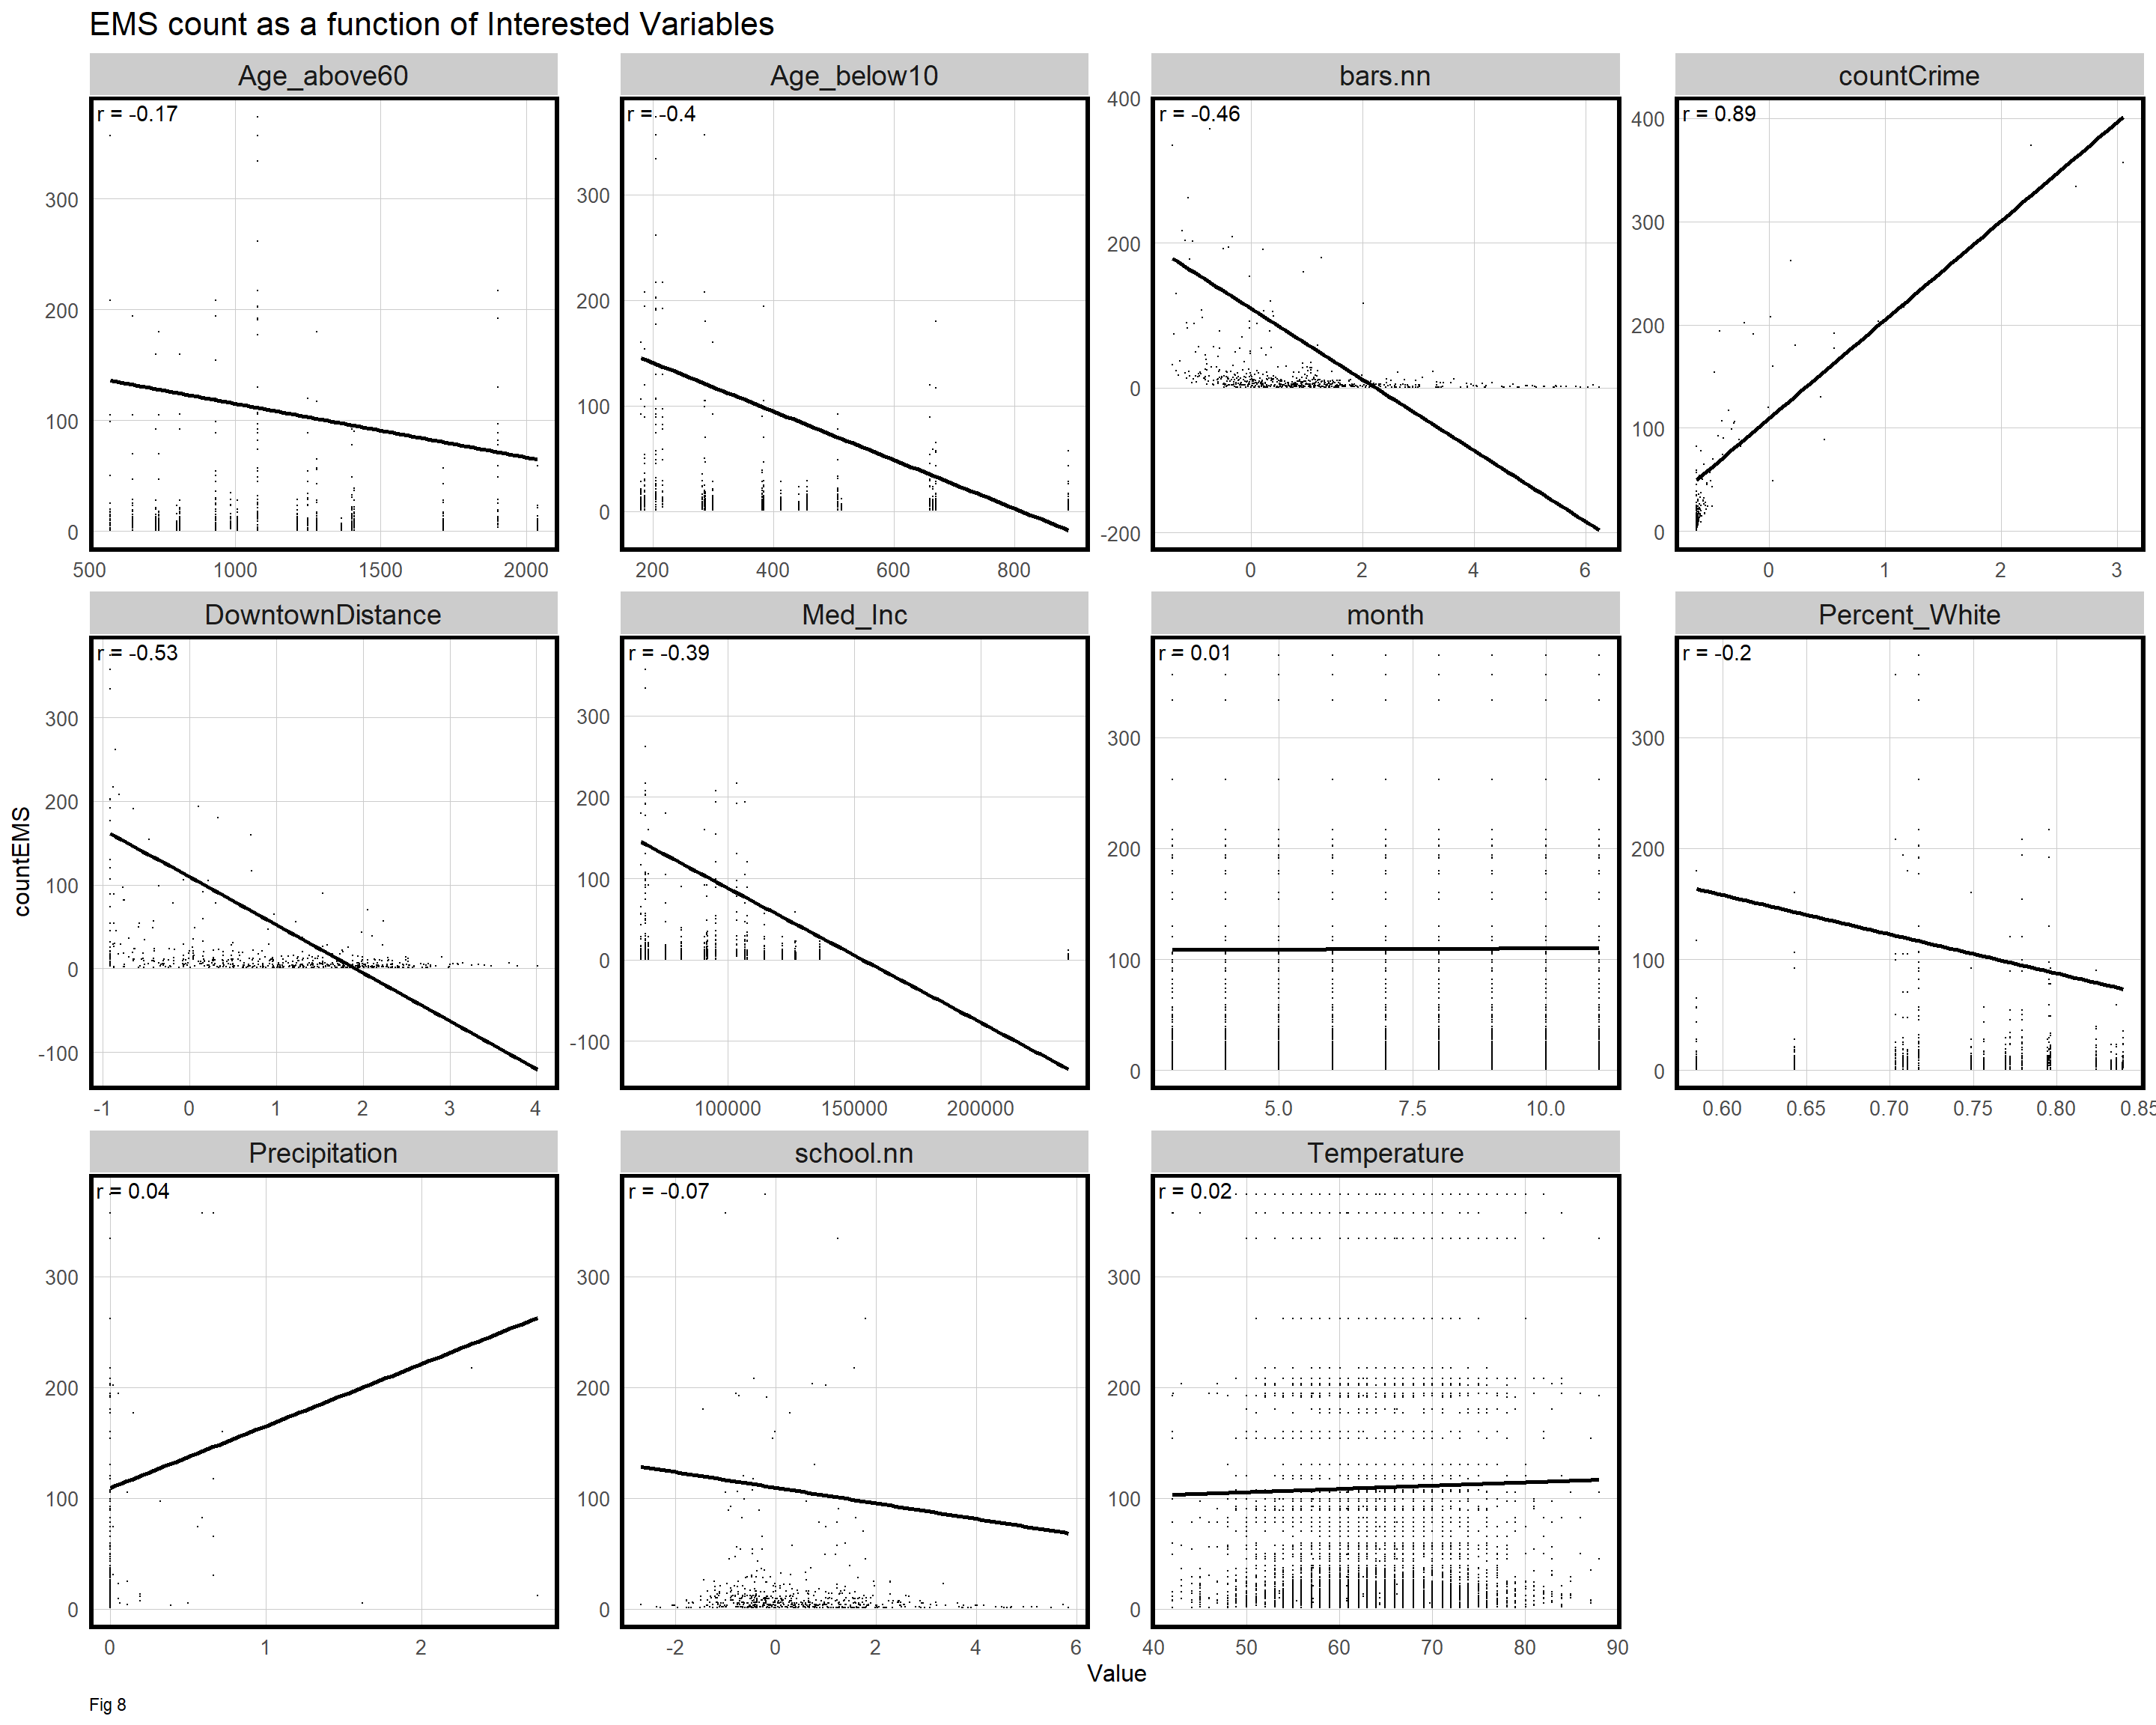 EMS count as a function of Interested Variables
Age_above60 Age_below10 bars.nn countCrime
r = -0.17 r = -0.4 r = -0.46 r = 0.89
300 200 100 0
300 200 100 0
400 200 0 -200
400 300 200 100 0
500 1000 1500 2000
200 400 600 800
0 2 4 6
0 1 2 3
DowntownDistance Med_Inc month Percent_White
r = -0.53 r = -0.39 r = 0.01 r = -0.2
countEMS
300 200 100 0 -100
300 200 100 0 -100
300 200 100 0
300 200 100 0
-1 0 1 2 3 4
100000 150000 200000
5.0 7.5 10.0
0.60 0.65 0.70 0.75 0.80 0.85
Precipitation school.nn Temperature
r = 0.04 r = -0.07 r = 0.02
300 200 100 0
300 200 100 0
300 200 100 0
0 1 2
-2 0 2 4 6
40 50 60 70 80 90
Value
Fig 8